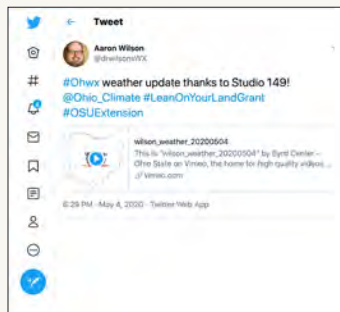 Tweet
Aaron Wilson
@drwilsonsWX
#Ohwx weather update thanks to Studio 149!
@Ohio_Climate #LeanOnYourLandGrant
#OSUExtension
wilson_weather_20200504
This is "wilson_weather_20200504" by Byrd Center –
Ohio State on Vimeo, the home for high quality videos ...
vimeo.com
6:29 PM · May 4, 2020 · Twitter Web App